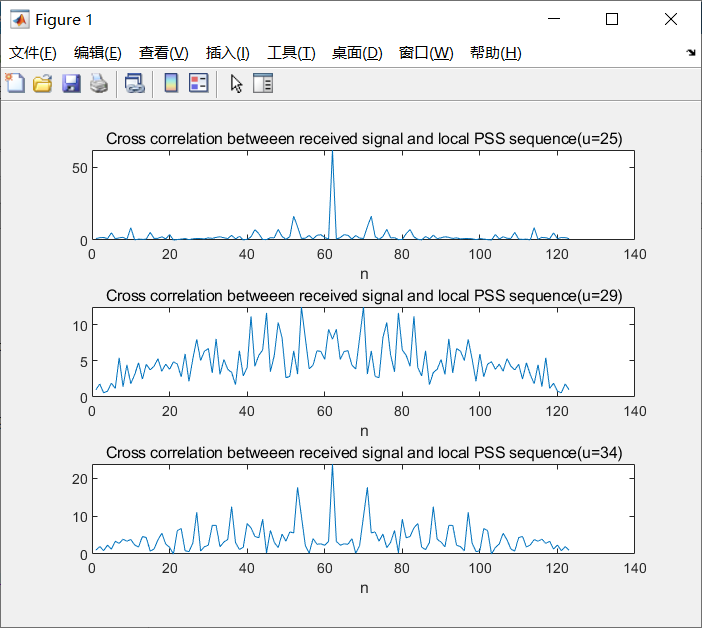 Figure 1
文件(F) 编辑(E) 查看(V) 插入(I) 工具(T) 桌面(D) 窗口(W) 帮助(H)
Cross correlation betweeen received signal and local PSS sequence(u=25)
50
0
0 20 40 60 80 100 120 140
n
Cross correlation betweeen received signal and local PSS sequence(u=29)
10
5
0
0 20 40 60 80 100 120 140
n
Cross correlation betweeen received signal and local PSS sequence(u=34)
20
10
0
0 20 40 60 80 100 120 140
n